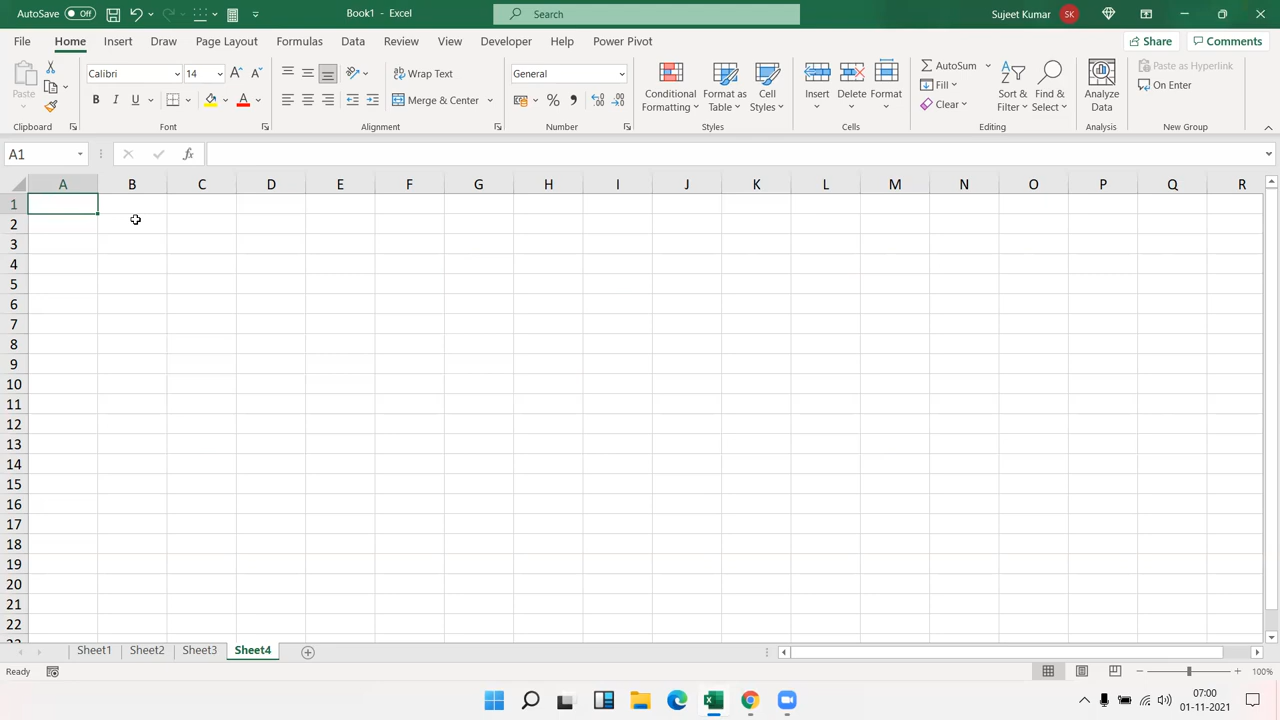 AutoSave Off Book1 - Excel Search Sujeet Kumar SK
File Home Insert Draw Page Layout Formulas Data Review View Developer Help Power Pivot Share Comments
Paste Calibri 14 Wrap Text General Conditional Formatting Format as Table Cell Styles Insert Delete Format AutoSum Fill Clear Sort & Filter Find & Select Analyze Data Paste as Hyperlink On Enter
B I U A Merge & Center % ,
Clipboard Font Alignment Number Styles Cells Editing Analysis New Group
A1 fx
A B C D E F G H I J K L M N O P Q R
1
2
3
4
5
6
7
8
9
10
11
12
13
14
15
16
17
18
19
20
21
22
Sheet1 Sheet2 Sheet3 Sheet4
Ready 100%
07:00
01-11-2021